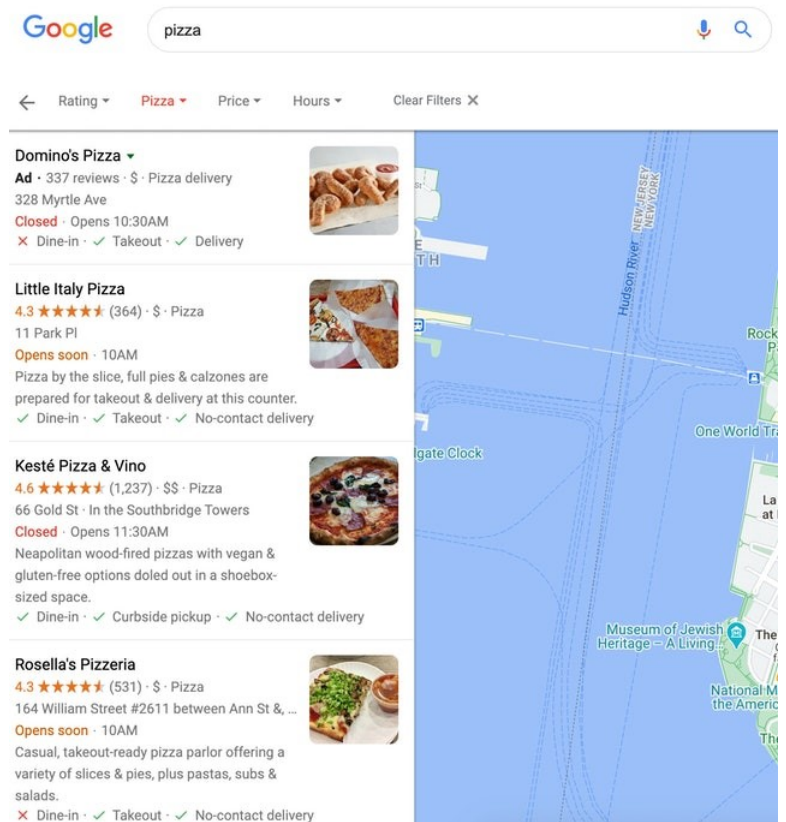 Google
pizza
Rating
Pizza
Price
Hours
Clear Filters ✕
Domino's Pizza
Ad · 337 reviews · $ · Pizza delivery
328 Myrtle Ave
Closed · Opens 10:30AM
✕ Dine-in · ✓ Takeout · ✓ Delivery
Little Italy Pizza
4.3 ★★★★★ (364) · $ · Pizza
11 Park Pl
Opens soon · 10AM
Pizza by the slice, full pies & calzones are
prepared for takeout & delivery at this counter.
✓ Dine-in · ✓ Takeout · ✓ No-contact delivery
Kesté Pizza & Vino
4.6 ★★★★★ (1,237) · $$ · Pizza
66 Gold St · In the Southbridge Towers
Closed · Opens 11:30AM
Neapolitan wood-fired pizzas with vegan &
gluten-free options doled out in a shoebox-
sized space.
✓ Dine-in · ✓ Curbside pickup · ✓ No-contact delivery
Rosella's Pizzeria
4.3 ★★★★★ (531) · $ · Pizza
164 William Street #2611 between Ann St &, ...
Opens soon · 10AM
Casual, takeout-ready pizza parlor offering a
variety of slices & pies, plus pastas, subs &
salads.
✕ Dine-in · ✓ Takeout · ✓ No-contact delivery
NEW JERSEY
NEW YORK
Hudson River
St
E
TH
Rock
P
One World Tra
lgate Clock
La
at
Museum of Jewish
Heritage – A Living...
The
National M
the Americ
The